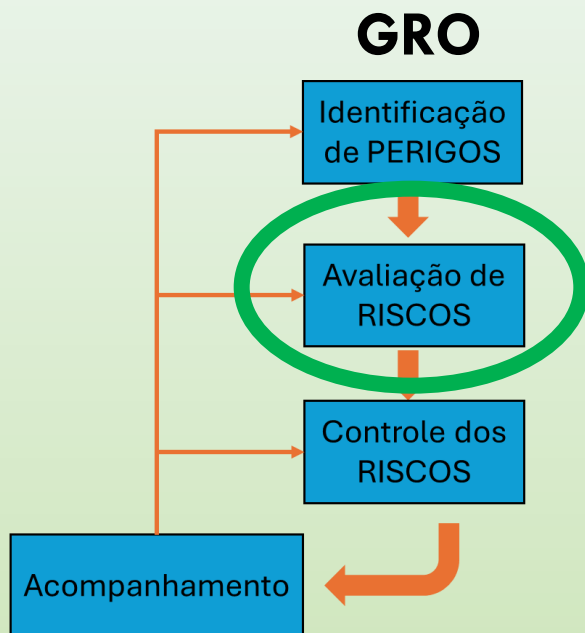 GRO
Identificação
de PERIGOS
Avaliação de
RISCOS
Controle dos
RISCOS
Acompanhamento